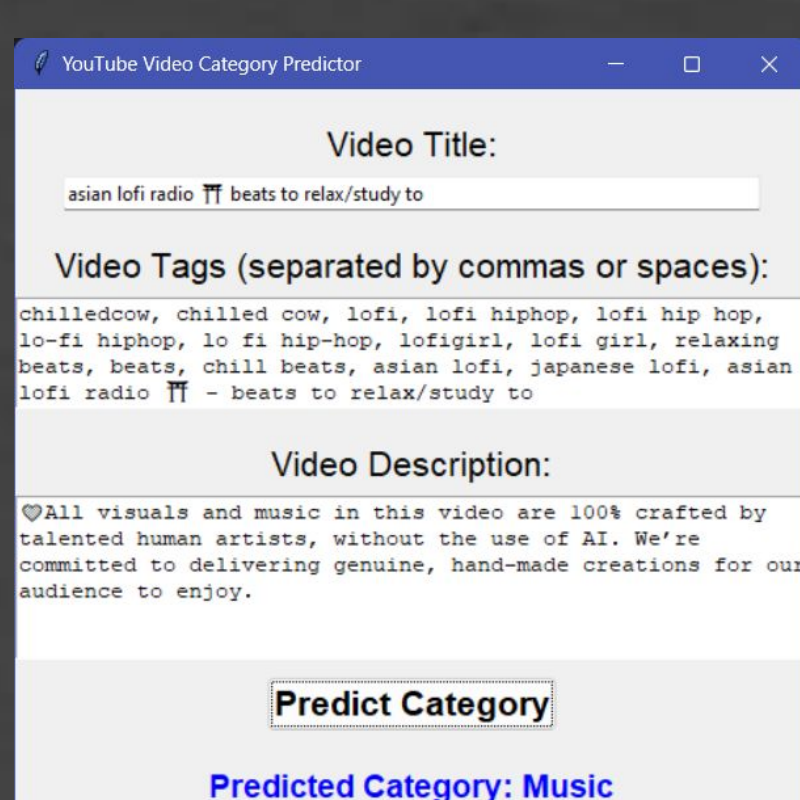 YouTube Video Category Predictor
Video Title:
asian lofi radio ⛩ beats to relax/study to
Video Tags (separated by commas or spaces):
chilledcow, chilled cow, lofi, lofi hiphop, lofi hip hop,
lo-fi hiphop, lo fi hip-hop, lofigirl, lofi girl, relaxing
beats, beats, chill beats, asian lofi, japanese lofi, asian
lofi radio ⛩ - beats to relax/study to
Video Description:
🤍All visuals and music in this video are 100% crafted by
talented human artists, without the use of AI. We’re
committed to delivering genuine, hand-made creations for our
audience to enjoy.
Predict Category
Predicted Category: Music